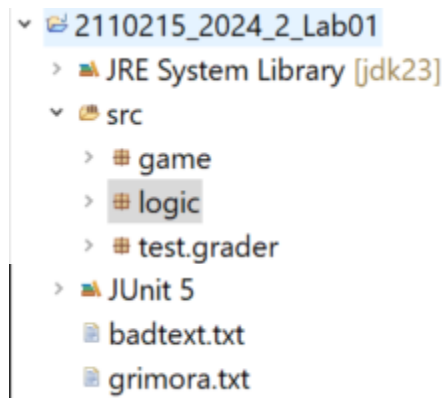 2110215_2024_2_Lab01
JRE System Library [jdk23]
src
game
logic
test.grader
JUnit 5
badtext.txt
grimora.txt